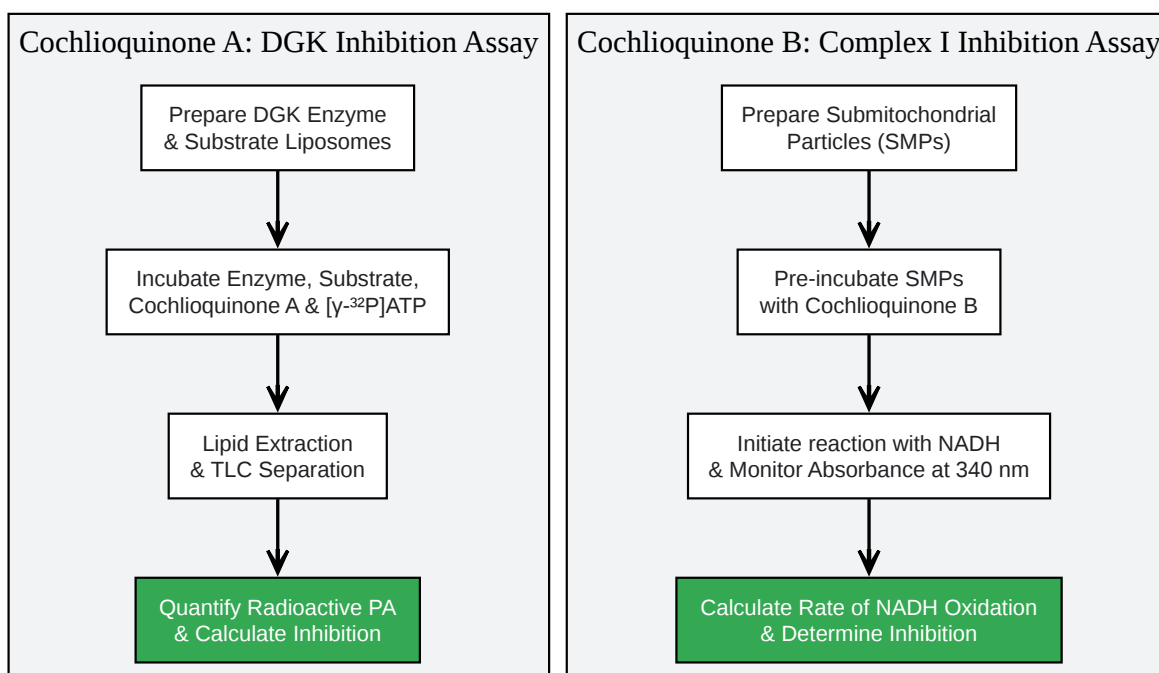 Cochlioquinone A: DGK Inhibition Assay
Prepare DGK Enzyme
& Substrate Liposomes
Incubate Enzyme, Substrate,
Cochlioquinone A & [γ-³²P]ATP
Lipid Extraction
& TLC Separation
Quantify Radioactive PA
& Calculate Inhibition
Cochlioquinone B: Complex I Inhibition Assay
Prepare Submitochondrial
Particles (SMPs)
Pre-incubate SMPs
with Cochlioquinone B
Initiate reaction with NADH
& Monitor Absorbance at 340 nm
Calculate Rate of NADH Oxidation
& Determine Inhibition